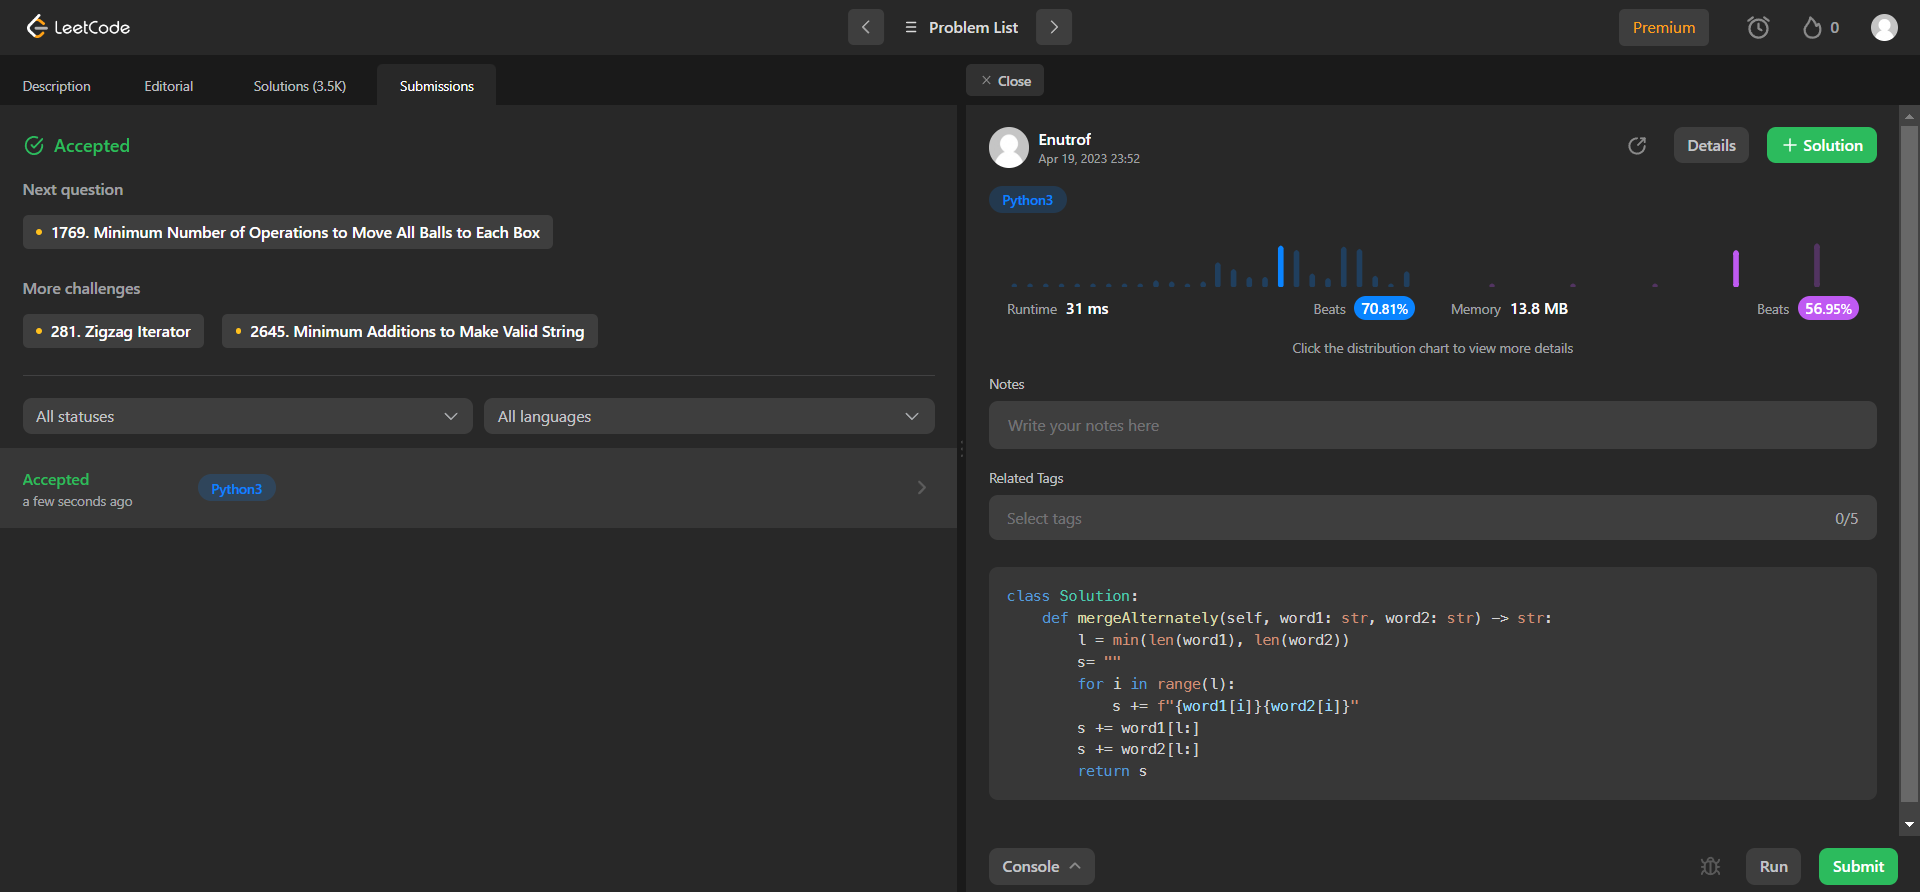 LeetCode
Problem List
Premium
0
Description
Editorial
Solutions (3.5K)
Submissions
Close
Accepted
Next question
1769. Minimum Number of Operations to Move All Balls to Each Box
More challenges
281. Zigzag Iterator
2645. Minimum Additions to Make Valid String
All statuses
All languages
Accepted
a few seconds ago
Python3
Enutrof
Apr 19, 2023 23:52
Details
+ Solution
Python3
Runtime 31 ms
Beats 70.81%
Memory 13.8 MB
Beats 56.95%
Click the distribution chart to view more details
Notes
Write your notes here
Related Tags
Select tags
0/5
class Solution:
    def mergeAlternately(self, word1: str, word2: str) -> str:
        l = min(len(word1), len(word2))
        s= ""
        for i in range(l):
            s += f"{word1[i]}{word2[i]}"
        s += word1[l:]
        s += word2[l:]
        return s
Console
Run
Submit